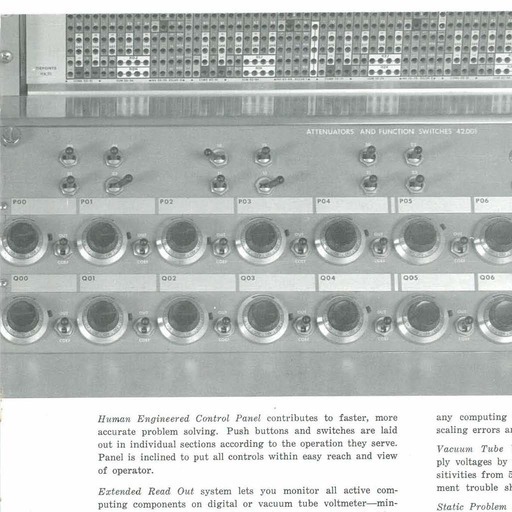 ATTENUATORS AND FUNCTION SWITCHES 42.001
P00 P01 P02 P03 P04 P05 P06
Q00 Q01 Q02 Q03 Q04 Q05 Q06
Human Engineered Control Panel contributes to faster, more
accurate problem solving. Push buttons and switches are laid
out in individual sections according to the operation they serve.
Panel is inclined to put all controls within easy reach and view
of operator.
Extended Read Out system lets you monitor all active com-
puting components on digital or vacuum tube voltmeter—min-
any computing
scaling errors a
Vacuum Tube
ply voltages by
sitivities from 5
ment trouble sh
Static Problem